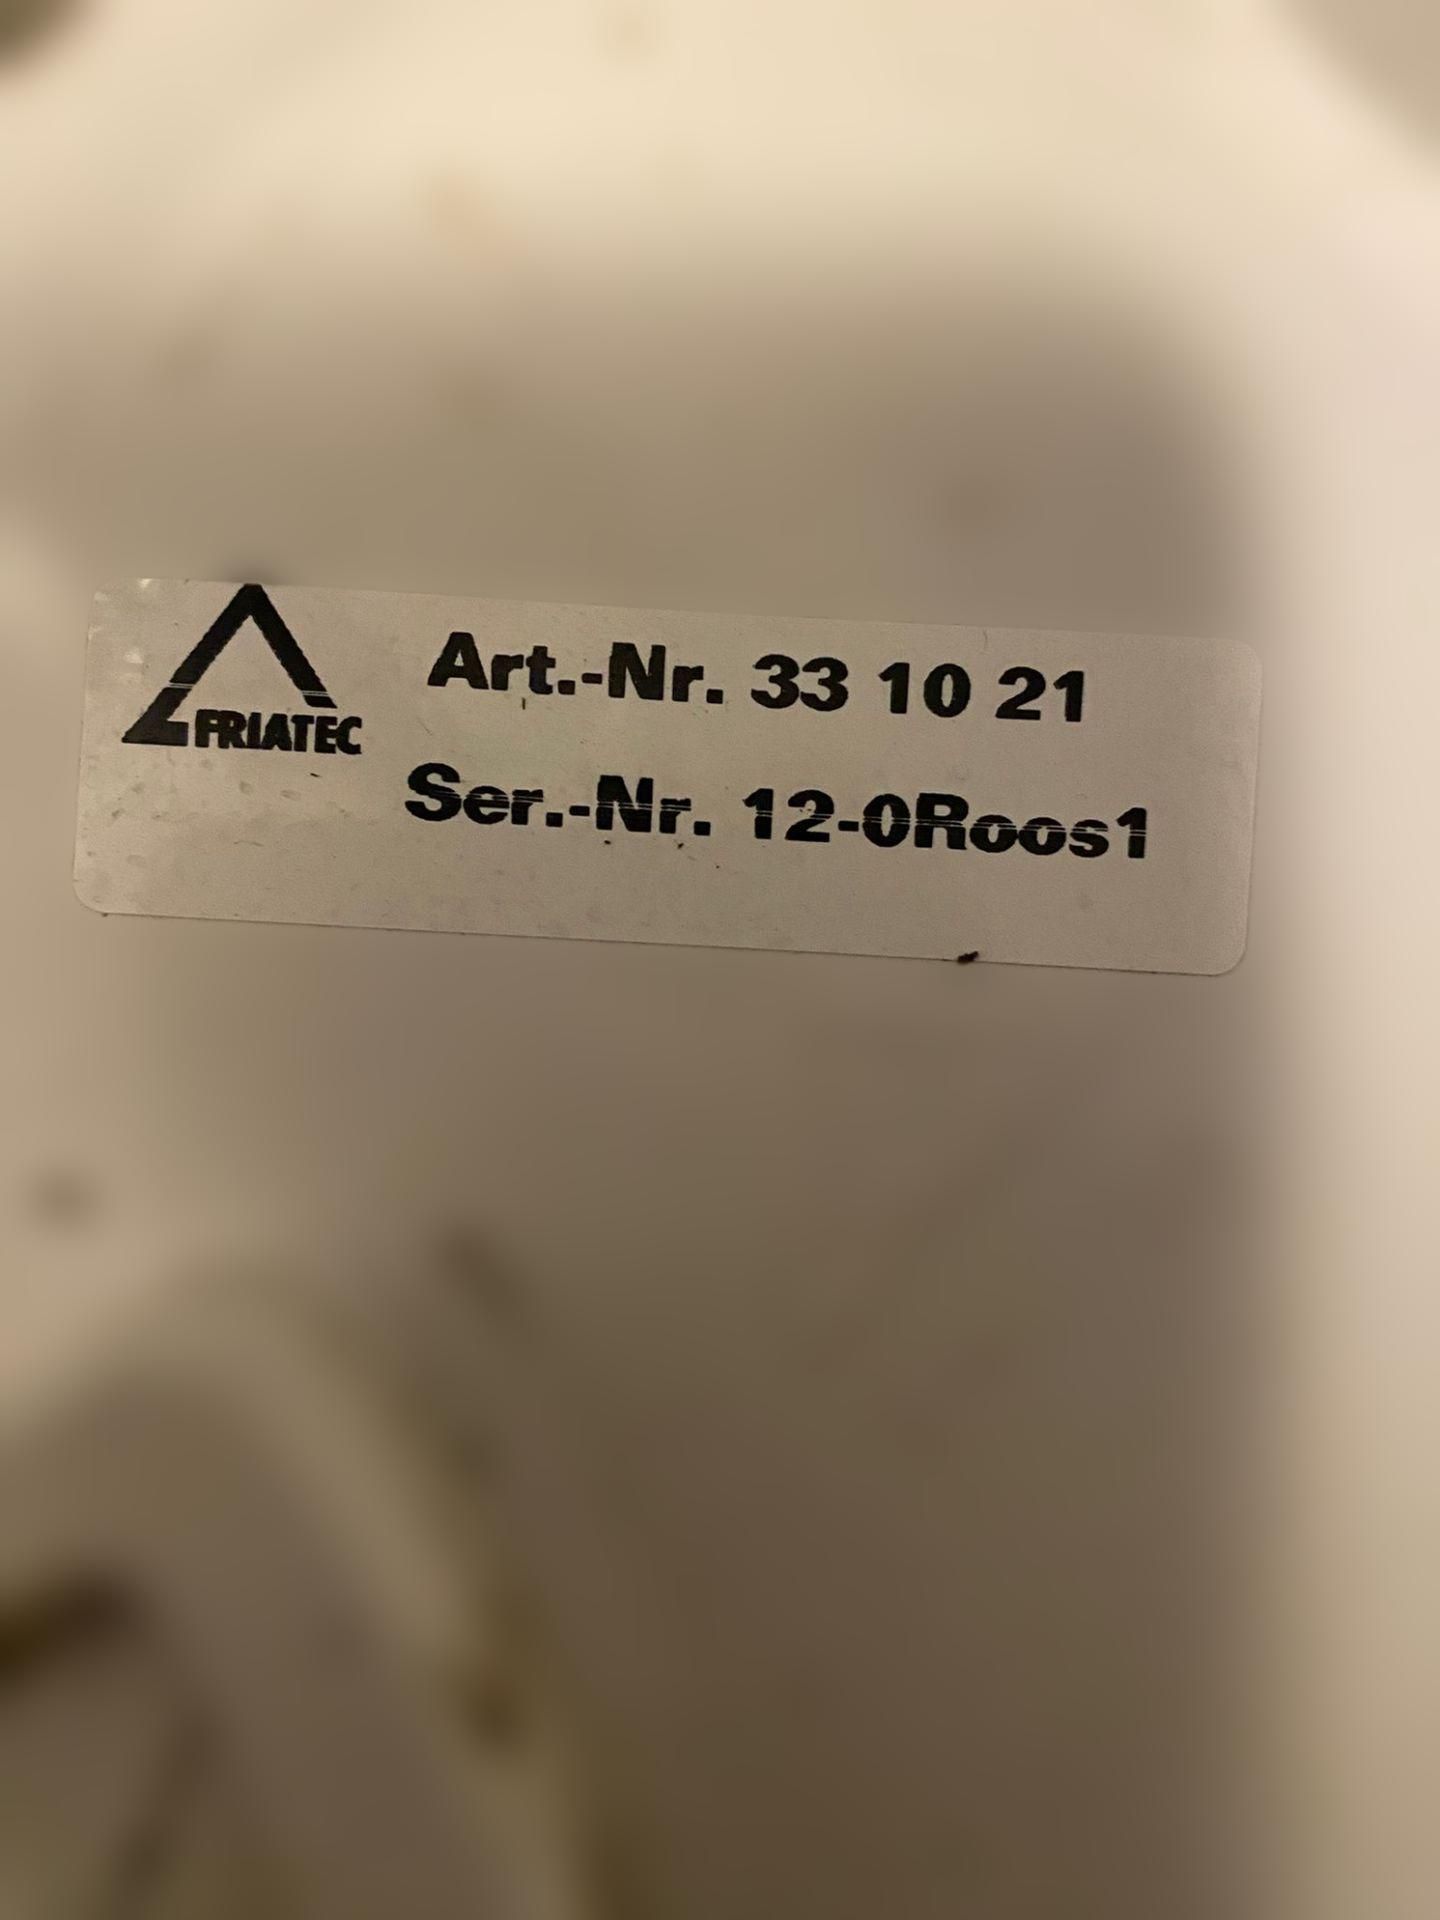 FRIATEC
Art.-Nr. 33 10 21
Ser.-Nr. 12-0Roos1